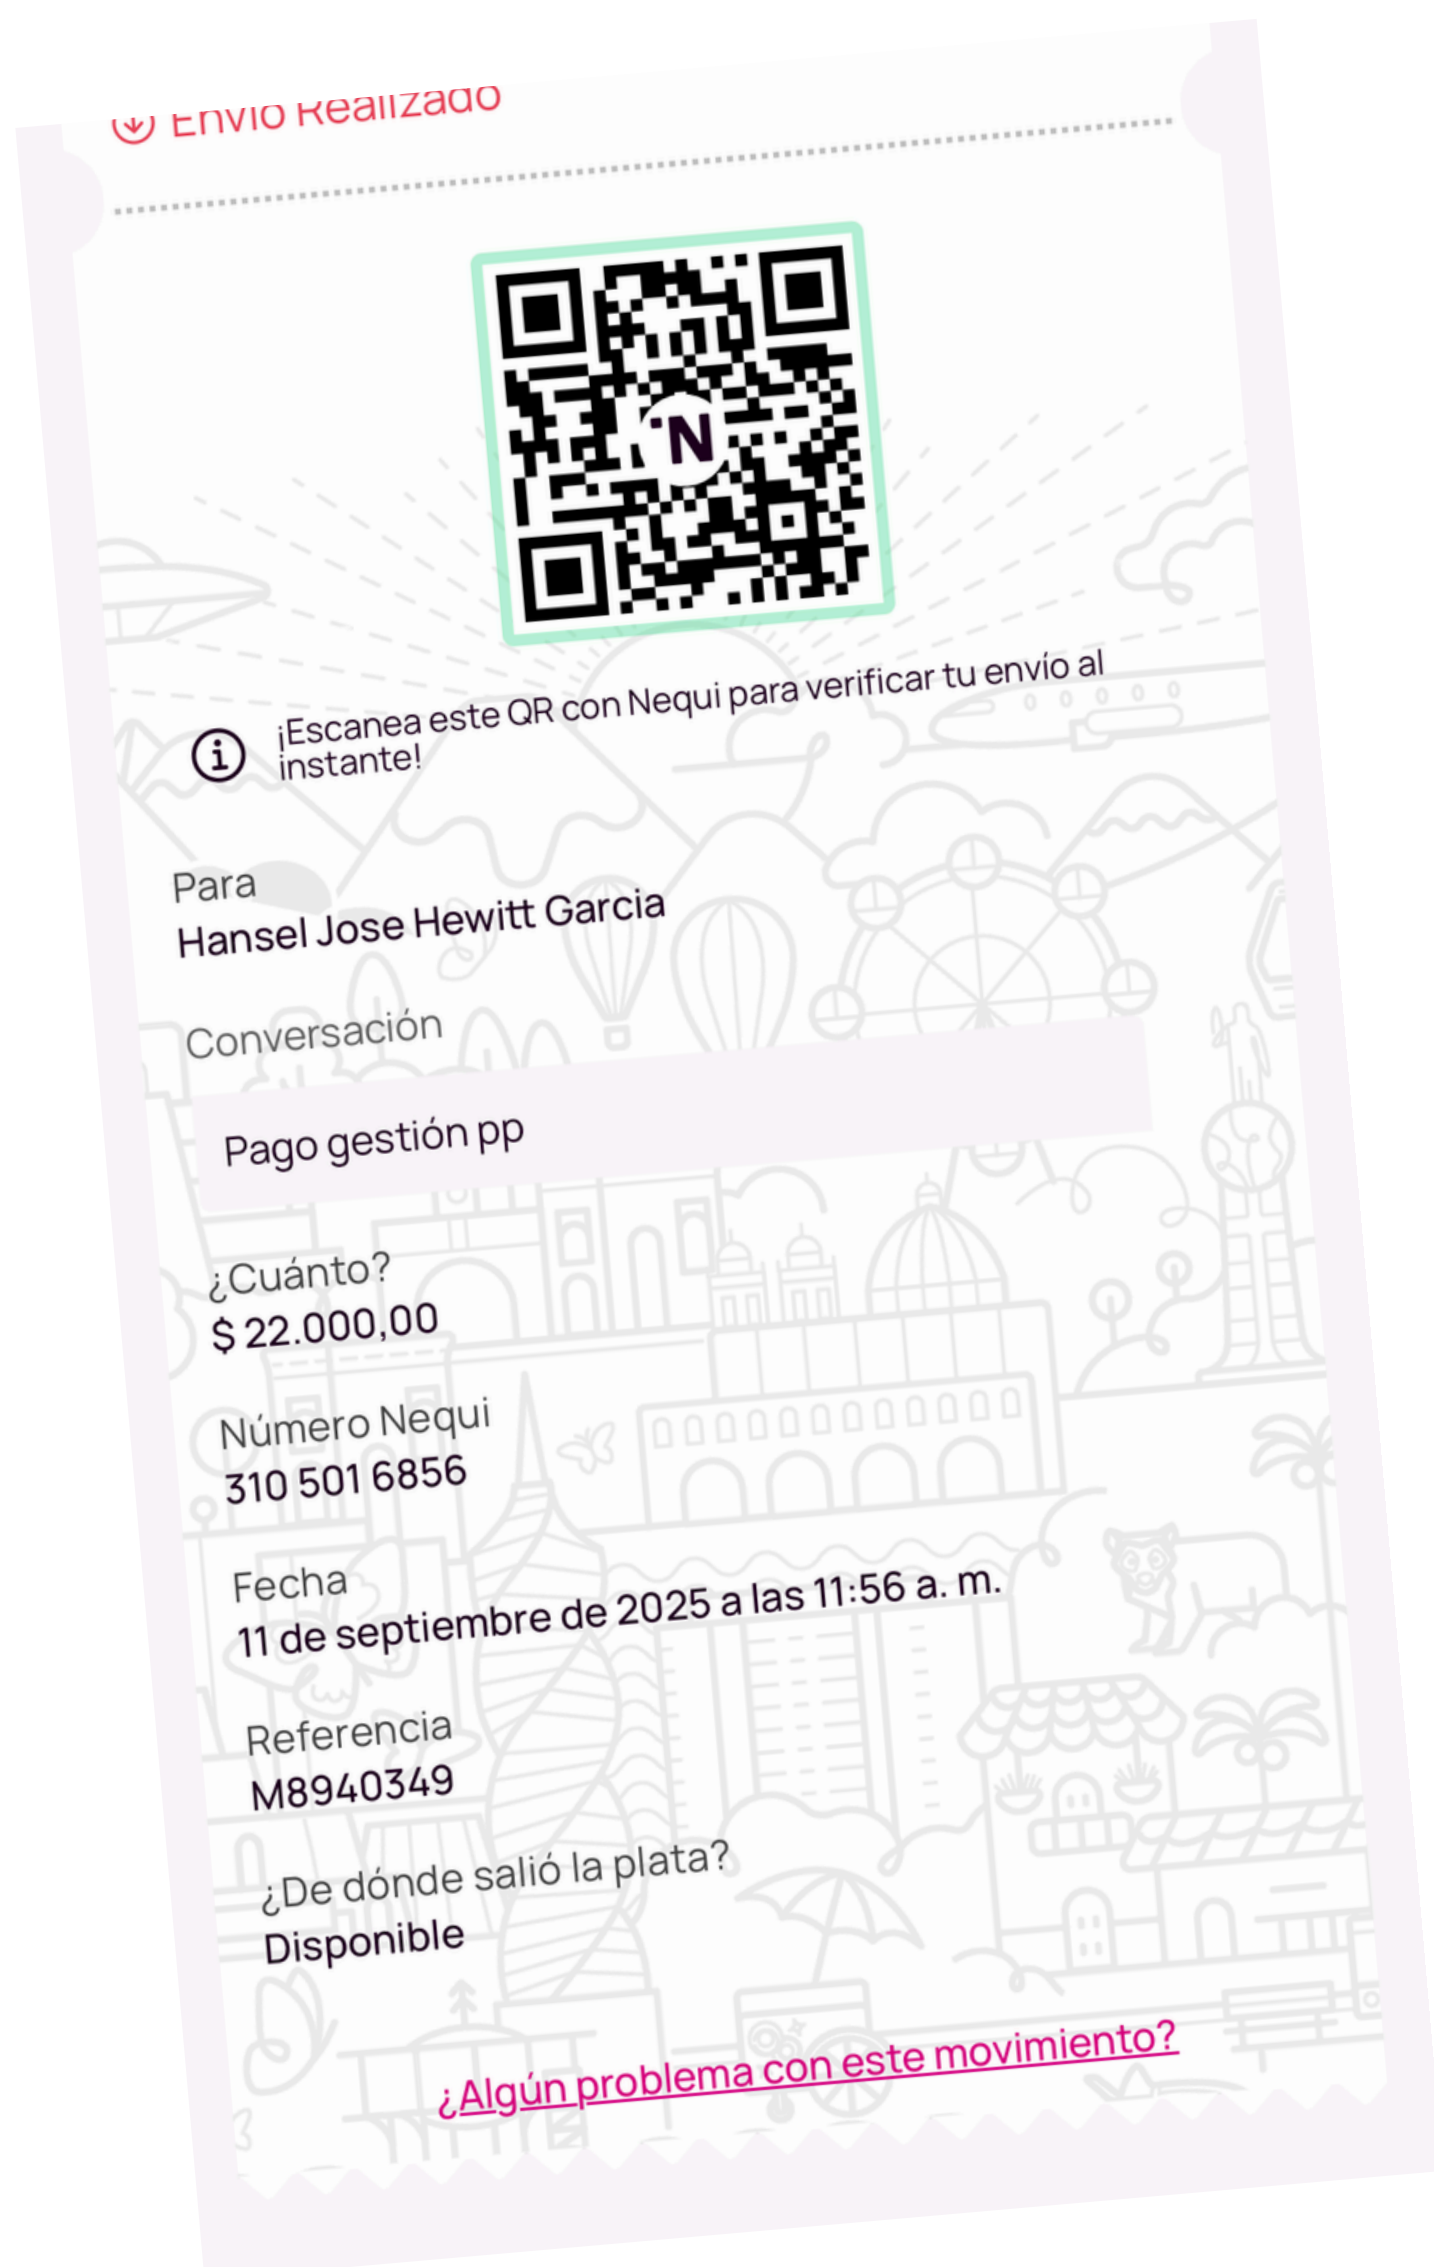 Envío Realizado
N
¡Escanea este QR con Nequi para verificar tu envío al
instante!
Para
Hansel Jose Hewitt Garcia
Conversación
Pago gestión pp
¿Cuánto?
$ 22.000,00
Número Nequi
310 501 6856
Fecha
11 de septiembre de 2025 a las 11:56 a. m.
Referencia
M8940349
¿De dónde salió la plata?
Disponible
¿Algún problema con este movimiento?